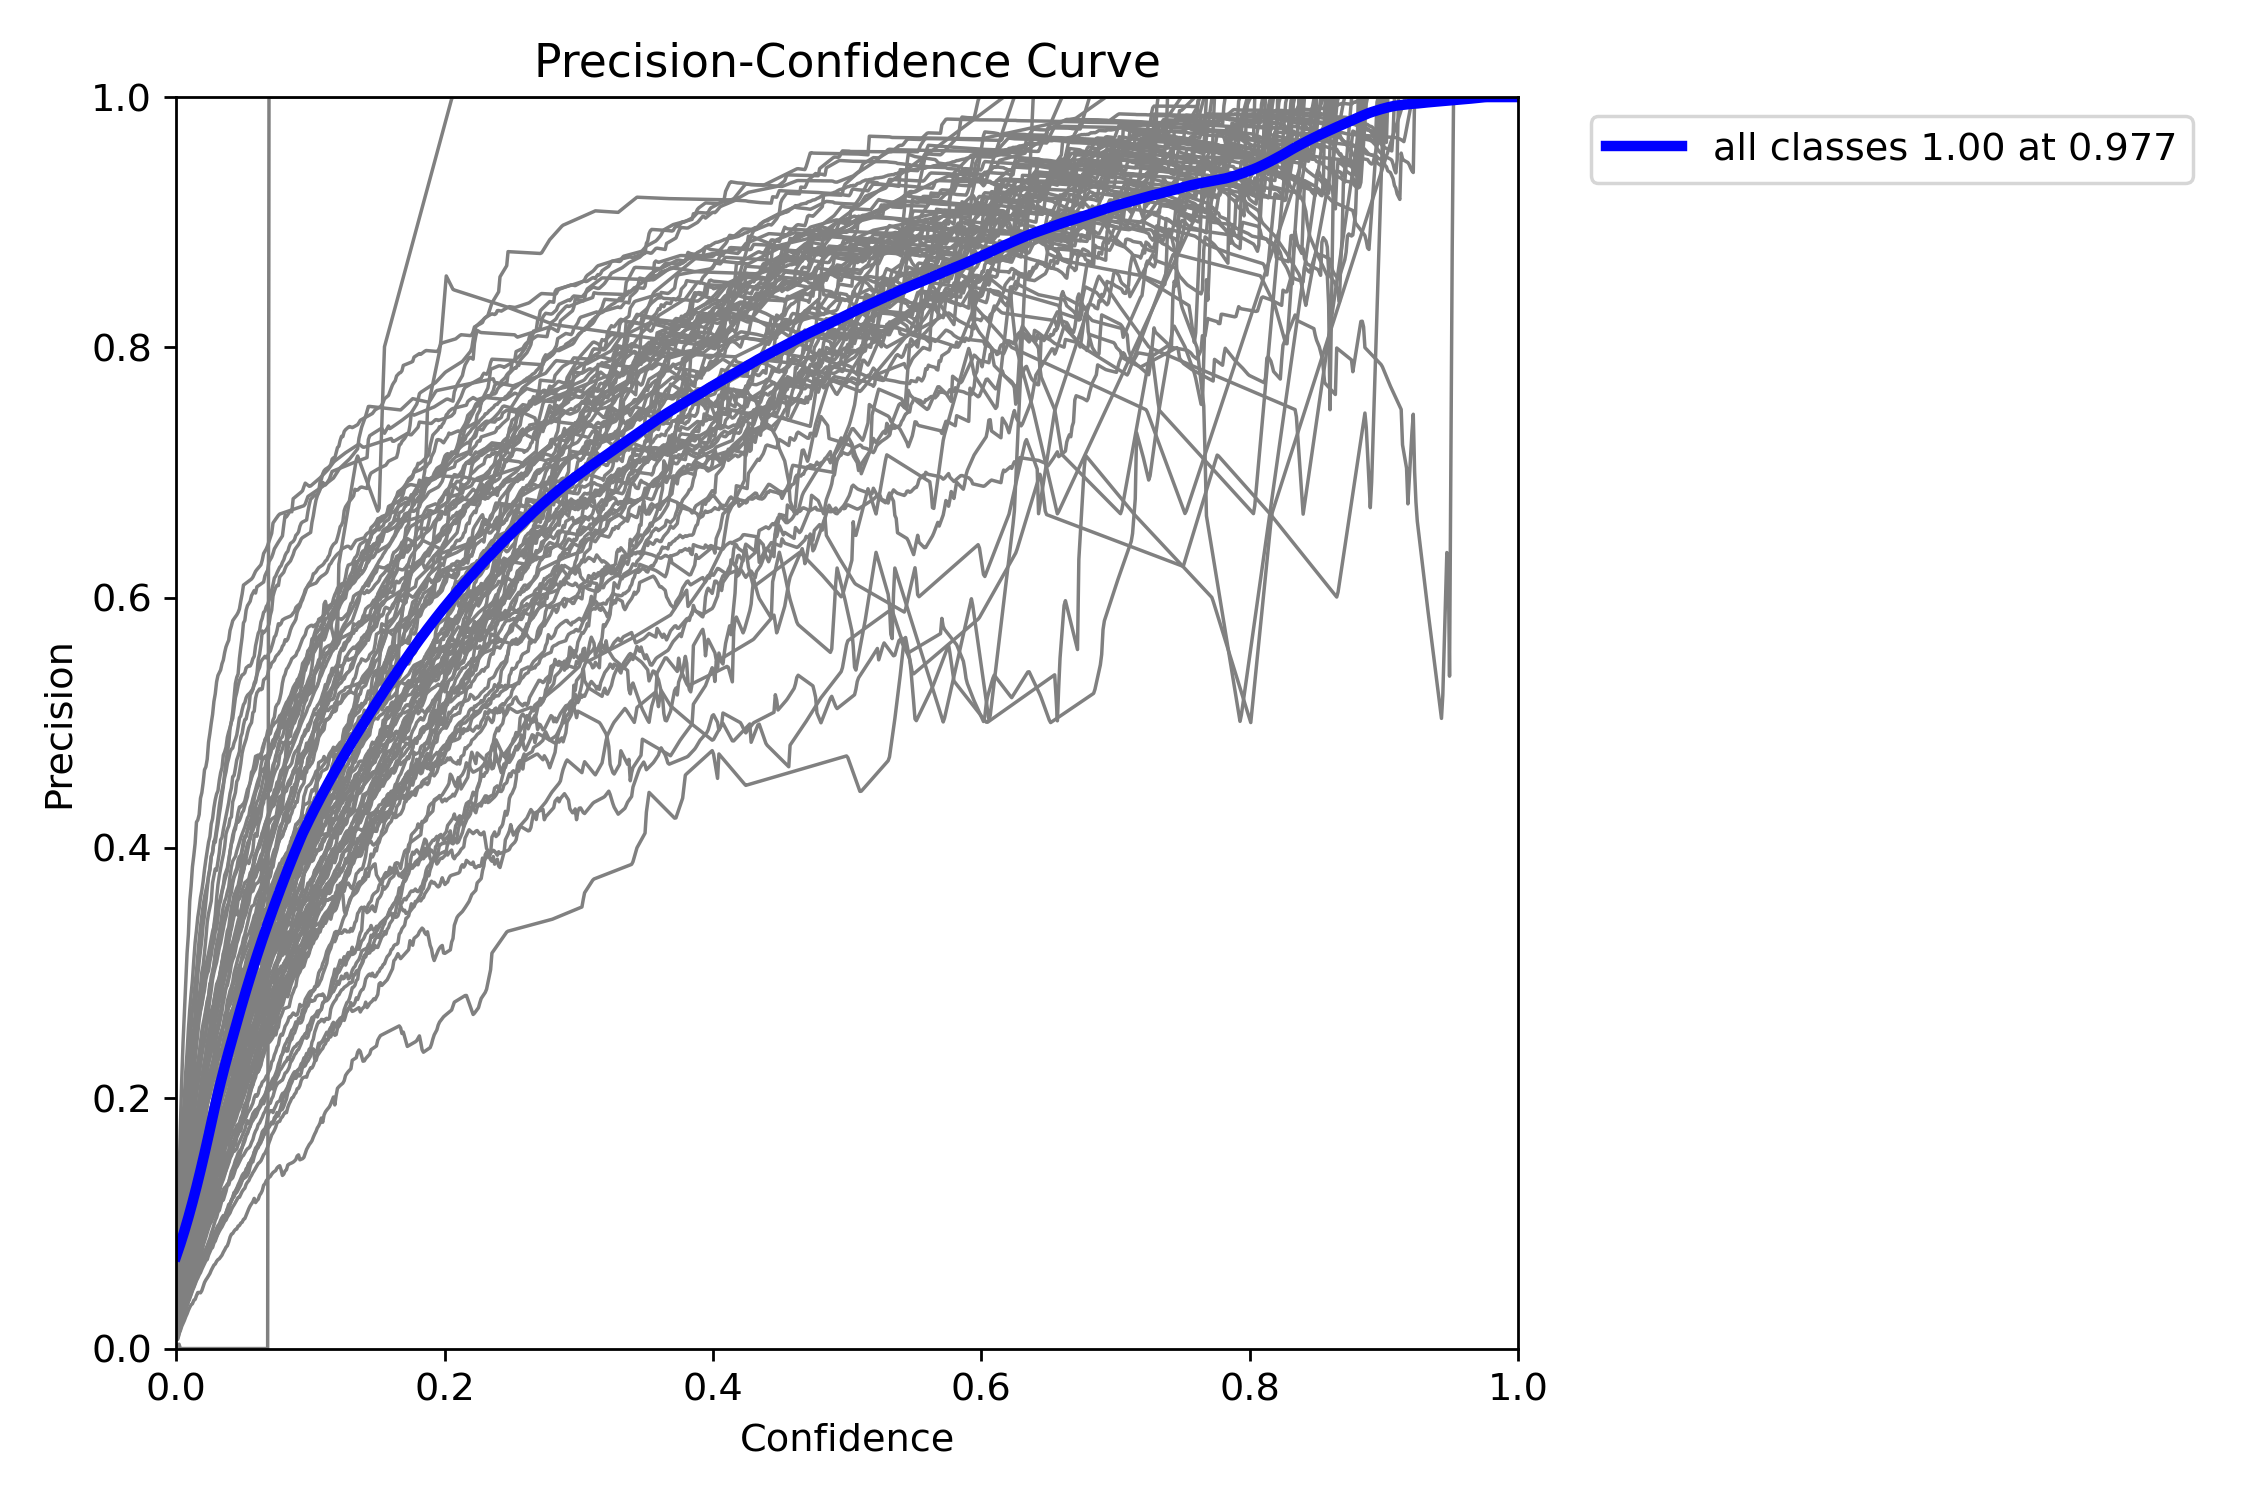 Precision-Confidence Curve
all classes 1.00 at 0.977
Precision
1.0
0.8
0.6
0.4
0.2
0.0
0.0 0.2 0.4 0.6 0.8 1.0
Confidence